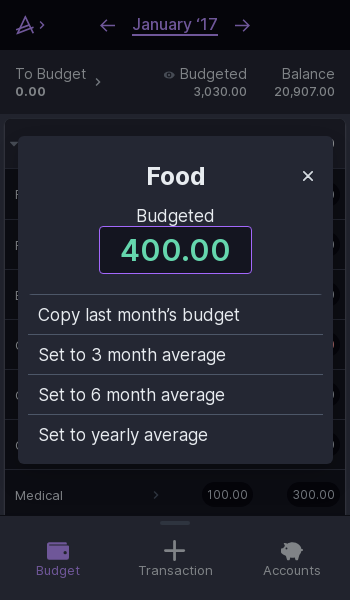 January ‘17
To Budget
Budgeted
Balance
0.00
3,030.00
20,907.00
Food
Budgeted
400.00
Copy last month’s budget
Set to 3 month average
Set to 6 month average
Set to yearly average
Medical
100.00
300.00
Budget
Transaction
Accounts